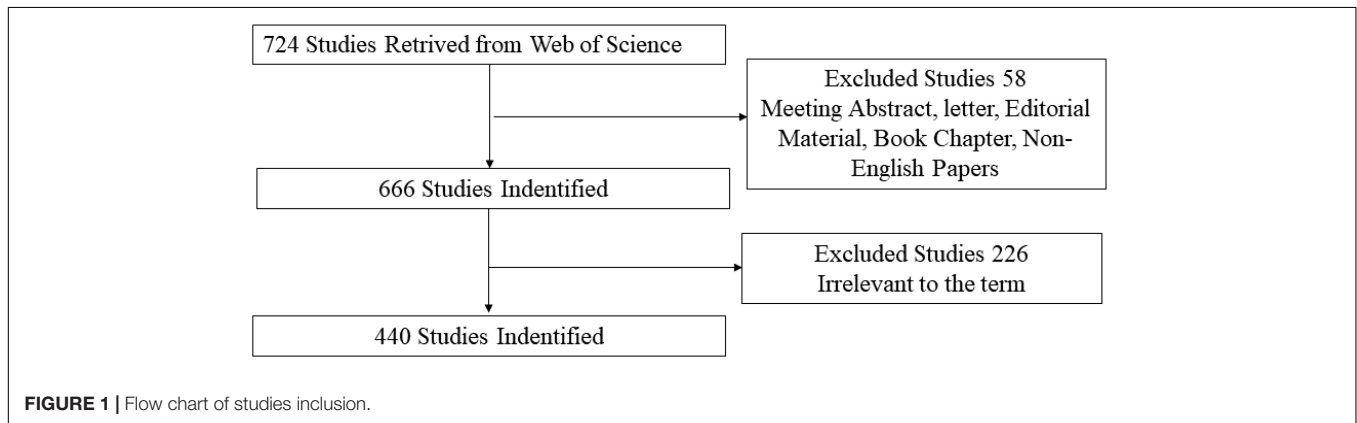 724 Studies Retrived from Web of Science
Excluded Studies 58
Meeting Abstract, letter, Editorial
Material, Book Chapter, Non-
English Papers
666 Studies Indentified
Excluded Studies 226
Irrelevant to the term
440 Studies Indentified
FIGURE 1 | Flow chart of studies inclusion.